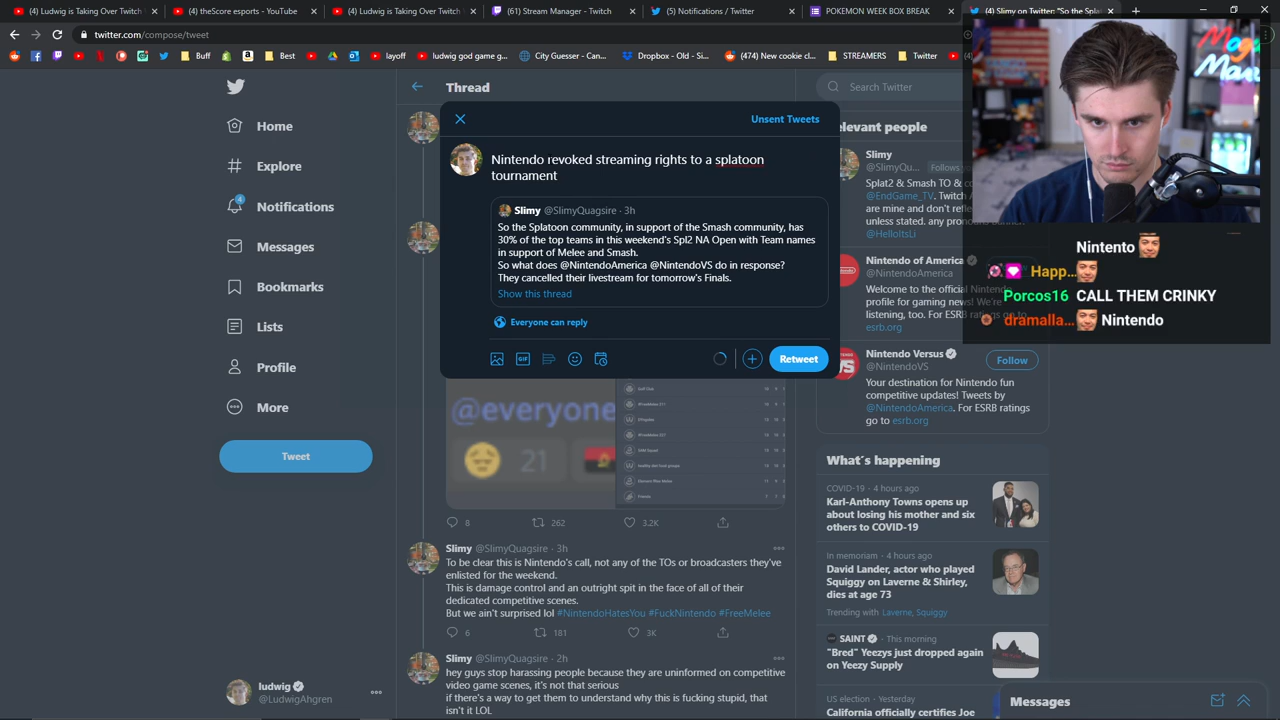 (4) Ludwig is Taking Over Twitch
(4) theScore esports - YouTube
(4) Ludwig is Taking Over Twitch
(61) Stream Manager - Twitch
(5) Notifications / Twitter
POKEMON WEEK BOX BREAK
(4) Slimy on Twitter: "So the Spla
twitter.com/compose/tweet
Buff
Best
layoff
ludwig god game g...
City Guesser - Can...
Dropbox - Old - Si...
(474) New cookie cl...
STREAMERS
Twitter
Thread
Search Twitter
Home
Explore
4
Notifications
Messages
Bookmarks
Lists
Profile
More
Tweet
ludwig
@LudwigAhgren
Unsent Tweets
Nintendo revoked streaming rights to a splatoon
tournament
Slimy @SlimyQuagsire · 3h
So the Splatoon community, in support of the Smash community, has
30% of the top teams in this weekend's Spl2 NA Open with Team names
in support of Melee and Smash.
So what does @NintendoAmerica @NintendoVS do in response?
They cancelled their livestream for tomorrow's Finals.
Show this thread
Everyone can reply
GIF
Retweet
@everyone
21
8
262
3.2K
Slimy @SlimyQuagsire · 3h
To be clear this is Nintendo's call, not any of the TOs or broadcasters they've
enlisted for the weekend.
This is damage control and an outright spit in the face of all of their
dedicated competitive scenes.
But we ain't surprised lol #NintendoHatesYou #FuckNintendo #FreeMelee
6
181
3K
Slimy @SlimyQuagsire · 2h
hey guys stop harassing people because they are uninformed on competitive
video game scenes, it's not that serious
if there's a way to get them to understand why this is fucking stupid, that
isn't it LOL
elevant people
Slimy
@SlimyQu... Follows
Splat2 & Smash TO & c
@EndGame_TV. Twitch
are mine and don't refle
unless stated. any pronouns
@HelloItsLi
Nintendo of America
@NintendoAmerica
Welcome to the official Nintend
profile for gaming news! We're
listening, too. For ESRB ratings
go to esrb.org
Nintendo Versus
@NintendoVS
Follow
Your destination for Nintendo fun
competitive updates! Tweets by
@NintendoAmerica. For ESRB ratings
go to esrb.org
What's happening
COVID-19 · 4 hours ago
Karl-Anthony Towns opens up
about losing his mother and six
others to COVID-19
In memoriam · 4 hours ago
David Lander, actor who played
Squiggy on Laverne & Shirley,
dies at age 73
Trending with Laverne, Squiggy
SAINT · This morning
"Bred" Yeezys just dropped again
on Yeezy Supply
US election · Yesterday
California officially certifies Joe
Messages
Nintento
Happ...
Porcos16 CALL THEM CRINKY
dramalla... Nintendo